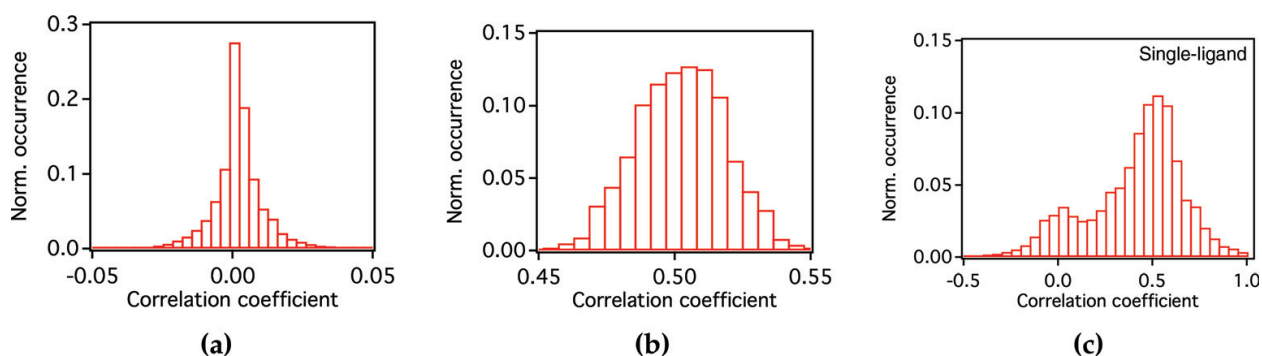 0.3
0.2
0.1
0.0
Norm. occurrence
-0.05
0.00
0.05
Correlation coefficient
(a)
0.15
0.10
0.05
0.00
Norm. occurrence
0.45
0.50
0.55
Correlation coefficient
(b)
0.15
0.10
0.05
0.00
Norm. occurrence
Single-ligand
-0.5
0.0
0.5
1.0
Correlation coefficient
(c)